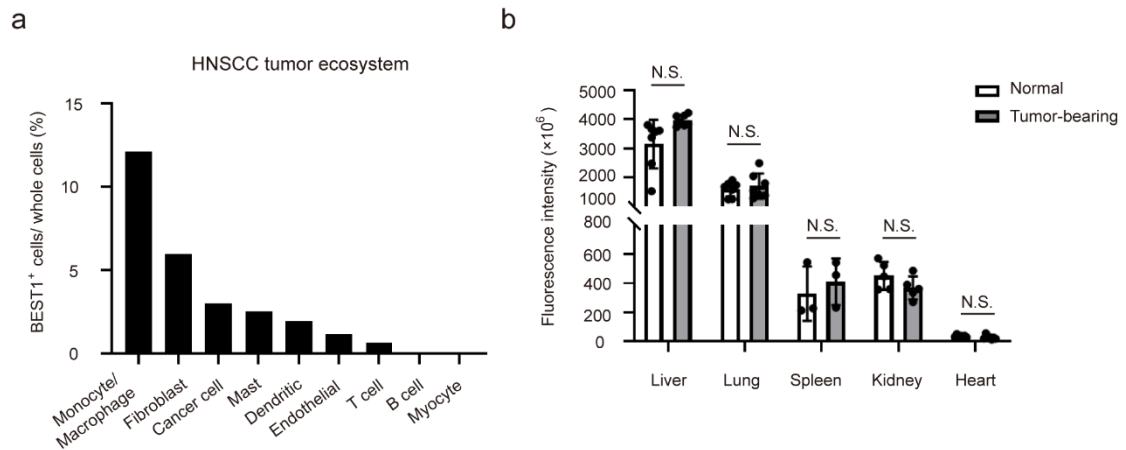 a
HNSCC tumor ecosystem
BEST1⁺ cells/ whole cells (%)
15
10
5
0
Monocyte/
Macrophage
Fibroblast
Cancer cell
Mast
Dendritic
Endothelial
T cell
B cell
Myocyte
b
Fluorescence intensity (×10⁶)
5000
4000
3000
2000
1000
800
600
400
200
0
N.S.
N.S.
N.S.
N.S.
N.S.
Liver
Lung
Spleen
Kidney
Heart
Normal
Tumor-bearing